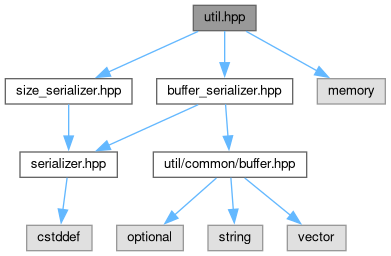 util.hpp
size_serializer.hpp
buffer_serializer.hpp
memory
serializer.hpp
util/common/buffer.hpp
cstddef
optional
string
vector